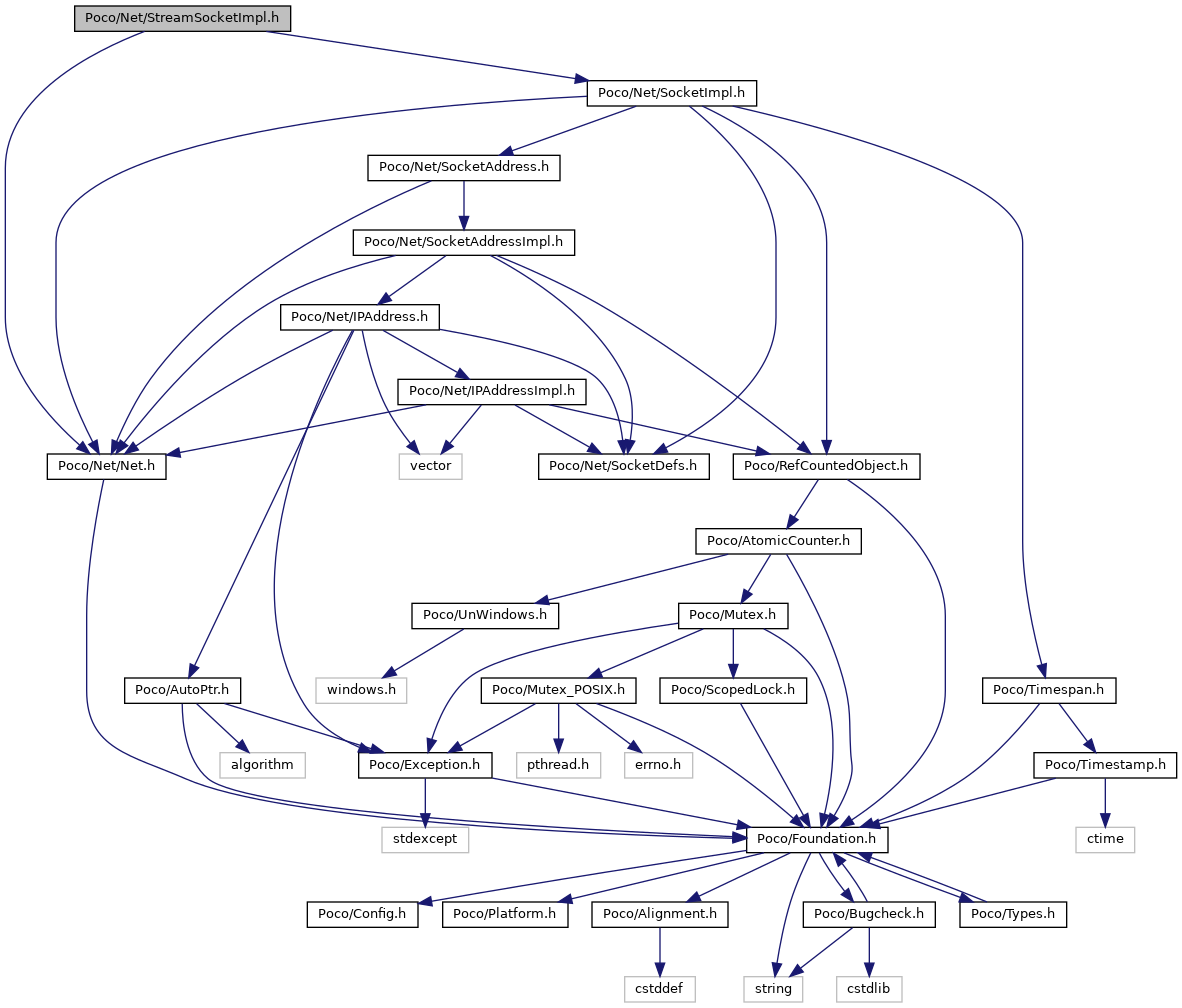 Poco/Net/StreamSocketImpl.h
Poco/Net/SocketImpl.h
Poco/Net/SocketAddress.h
Poco/Net/SocketAddressImpl.h
Poco/Net/IPAddress.h
Poco/Net/IPAddressImpl.h
Poco/Net/Net.h
vector
Poco/Net/SocketDefs.h
Poco/RefCountedObject.h
Poco/AtomicCounter.h
Poco/UnWindows.h
Poco/Mutex.h
Poco/AutoPtr.h
windows.h
Poco/Mutex_POSIX.h
Poco/ScopedLock.h
Poco/Timespan.h
algorithm
Poco/Exception.h
pthread.h
errno.h
Poco/Timestamp.h
stdexcept
Poco/Foundation.h
ctime
Poco/Config.h
Poco/Platform.h
Poco/Alignment.h
Poco/Bugcheck.h
Poco/Types.h
cstddef
string
cstdlib